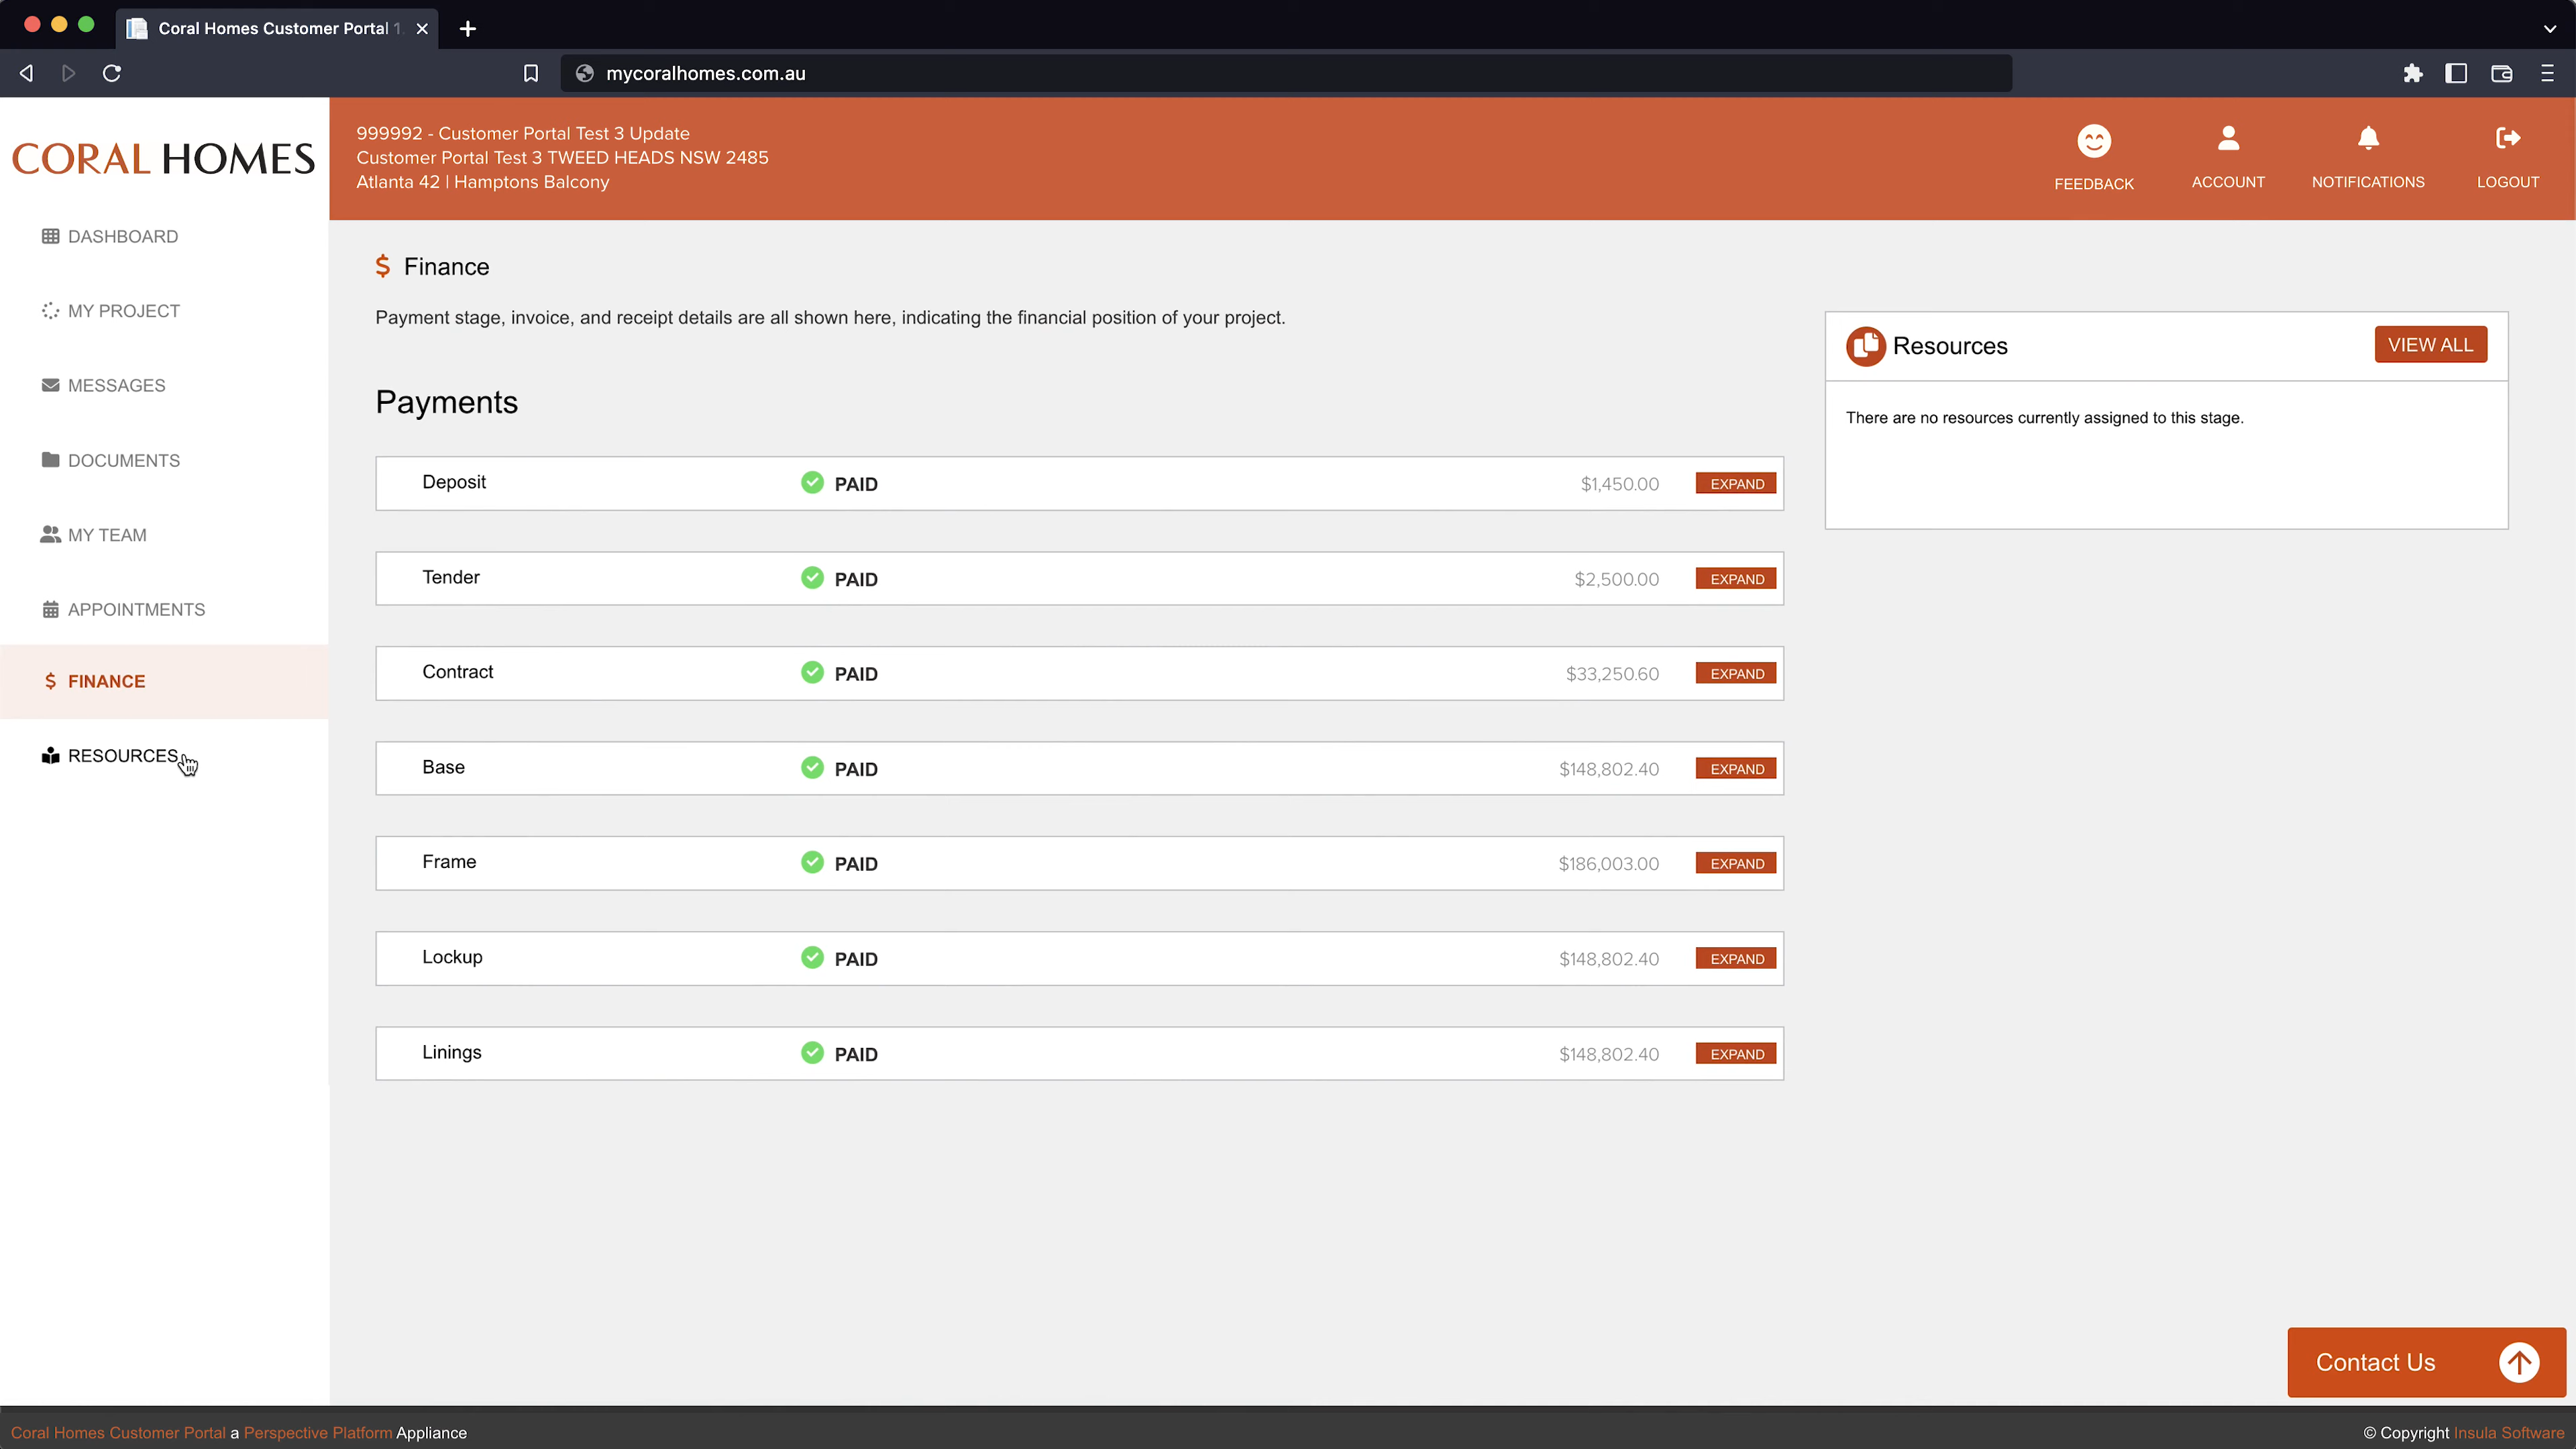 Coral Homes Customer Portal 1
mycoralhomes.com.au
CORAL HOMES
999992 - Customer Portal Test 3 Update
Customer Portal Test 3 TWEED HEADS NSW 2485
Atlanta 42 | Hamptons Balcony
FEEDBACK
ACCOUNT
NOTIFICATIONS
LOGOUT
DASHBOARD
MY PROJECT
MESSAGES
DOCUMENTS
MY TEAM
APPOINTMENTS
$ FINANCE
RESOURCES
$ Finance
Payment stage, invoice, and receipt details are all shown here, indicating the financial position of your project.
Payments
Deposit PAID $1,450.00 EXPAND
Tender PAID $2,500.00 EXPAND
Contract PAID $33,250.60 EXPAND
Base PAID $148,802.40 EXPAND
Frame PAID $186,003.00 EXPAND
Lockup PAID $148,802.40 EXPAND
Linings PAID $148,802.40 EXPAND
Resources VIEW ALL
There are no resources currently assigned to this stage.
Contact Us
Coral Homes Customer Portal a Perspective Platform Appliance
© Copyright Insula Software